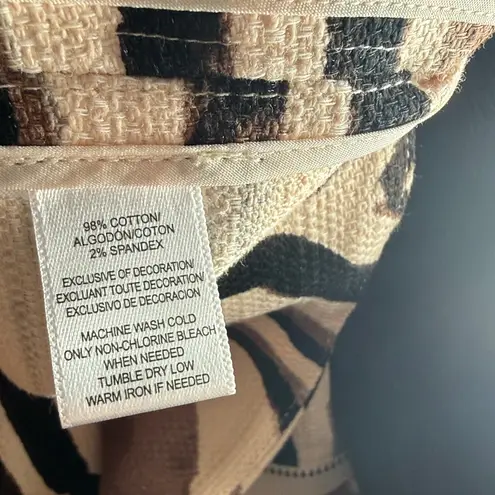 98% COTTON/
ALGODÓN/COTON
2% SPANDEX
EXCLUSIVE OF DECORATION/
EXCLUANT TOUTE DECORATION/
EXCLUSIVO DE DECORACION
MACHINE WASH COLD
ONLY NON-CHLORINE BLEACH
WHEN NEEDED
TUMBLE DRY LOW
WARM IRON IF NEEDED